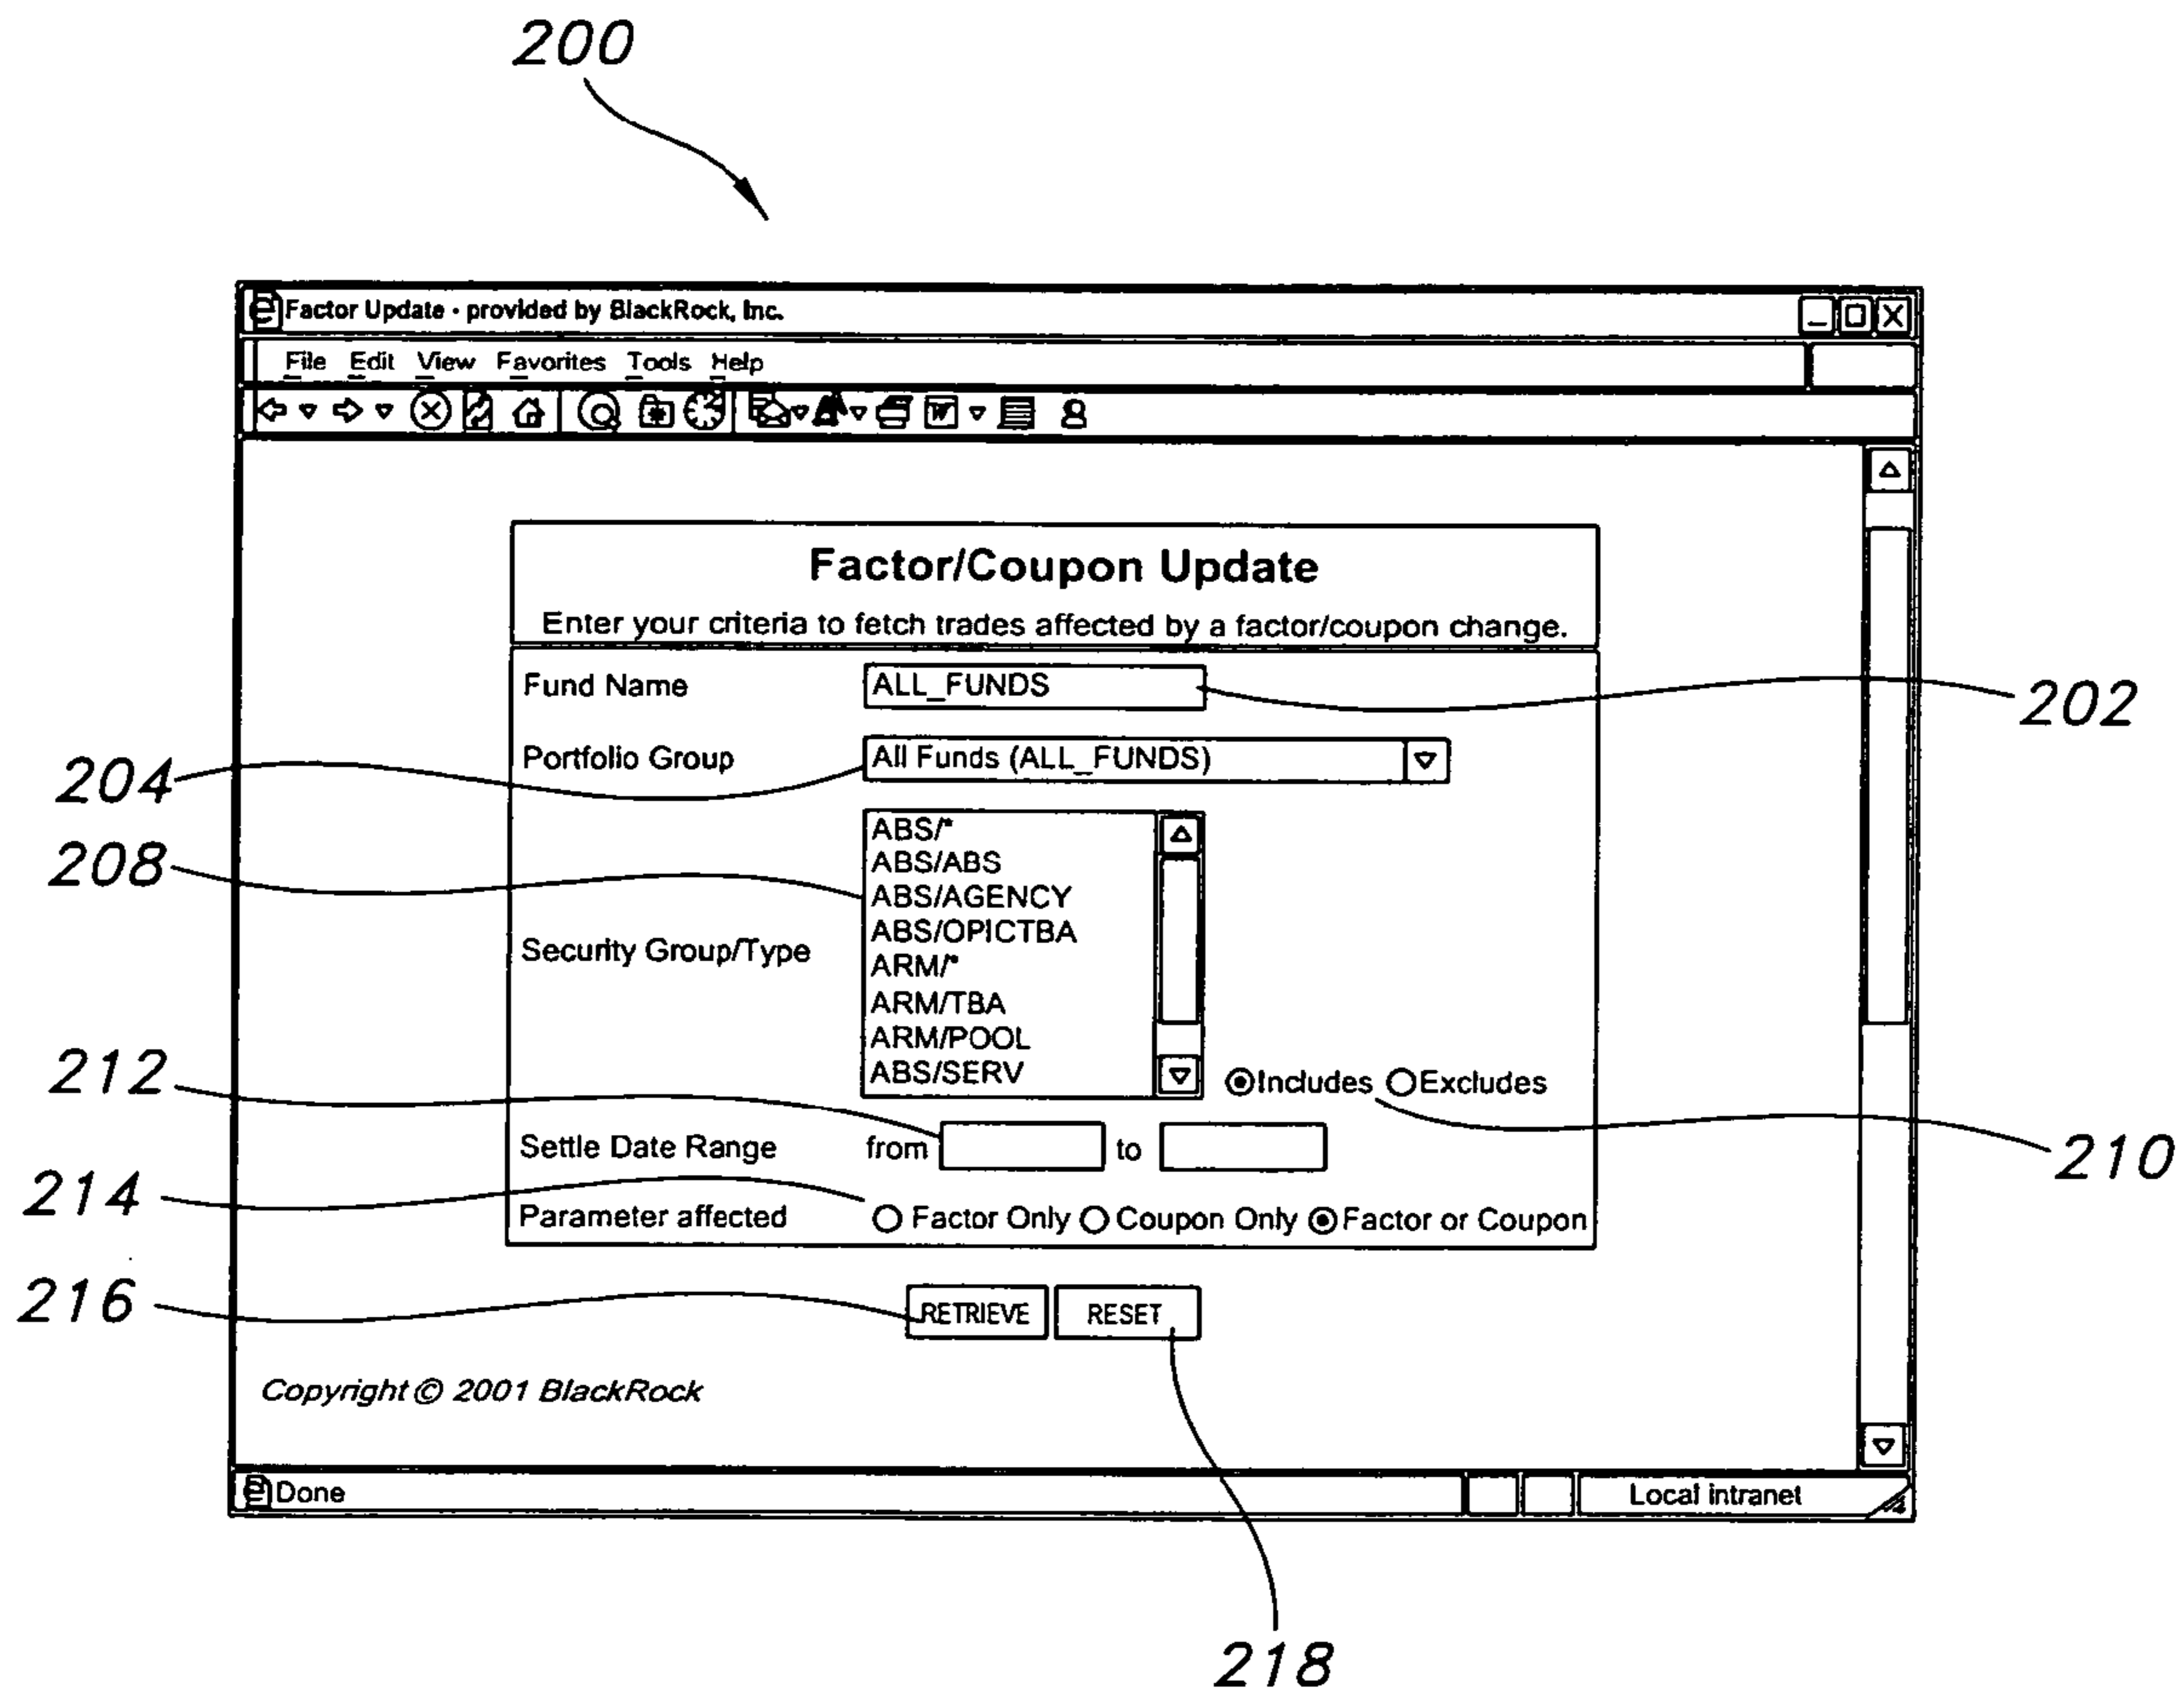 200
Factor Update · provided by BlackRock, Inc.
File Edit View Favorites Tools Help
Factor/Coupon Update
Enter your criteria to fetch trades affected by a factor/coupon change.
Fund Name ALL_FUNDS
202
Portfolio Group All Funds (ALL_FUNDS)
204
ABS/*
ABS/ABS
208
ABS/AGENCY
ABS/OPICTBA
Security Group/Type
ARM/*
ARM/TBA
ARM/POOL
212
ABS/SERV
Includes Excludes
Settle Date Range from to
210
214
Parameter affected Factor Only Coupon Only Factor or Coupon
216
RETRIEVE RESET
Copyright © 2001 BlackRock
Done Local intranet
218